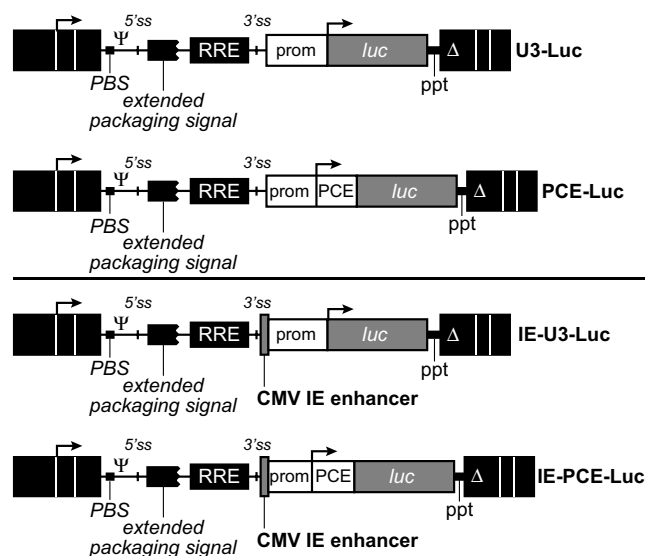 5'ss 3'ss
Ψ
RRE prom luc Δ U3-Luc
PBS ppt
extended
packaging signal
5'ss 3'ss
Ψ
RRE prom PCE luc Δ PCE-Luc
PBS ppt
extended
packaging signal
5'ss 3'ss
Ψ
RRE prom luc Δ IE-U3-Luc
PBS ppt
extended
packaging signal CMV IE enhancer
5'ss 3'ss
Ψ
RRE prom PCE luc Δ IE-PCE-Luc
PBS ppt
extended
packaging signal CMV IE enhancer